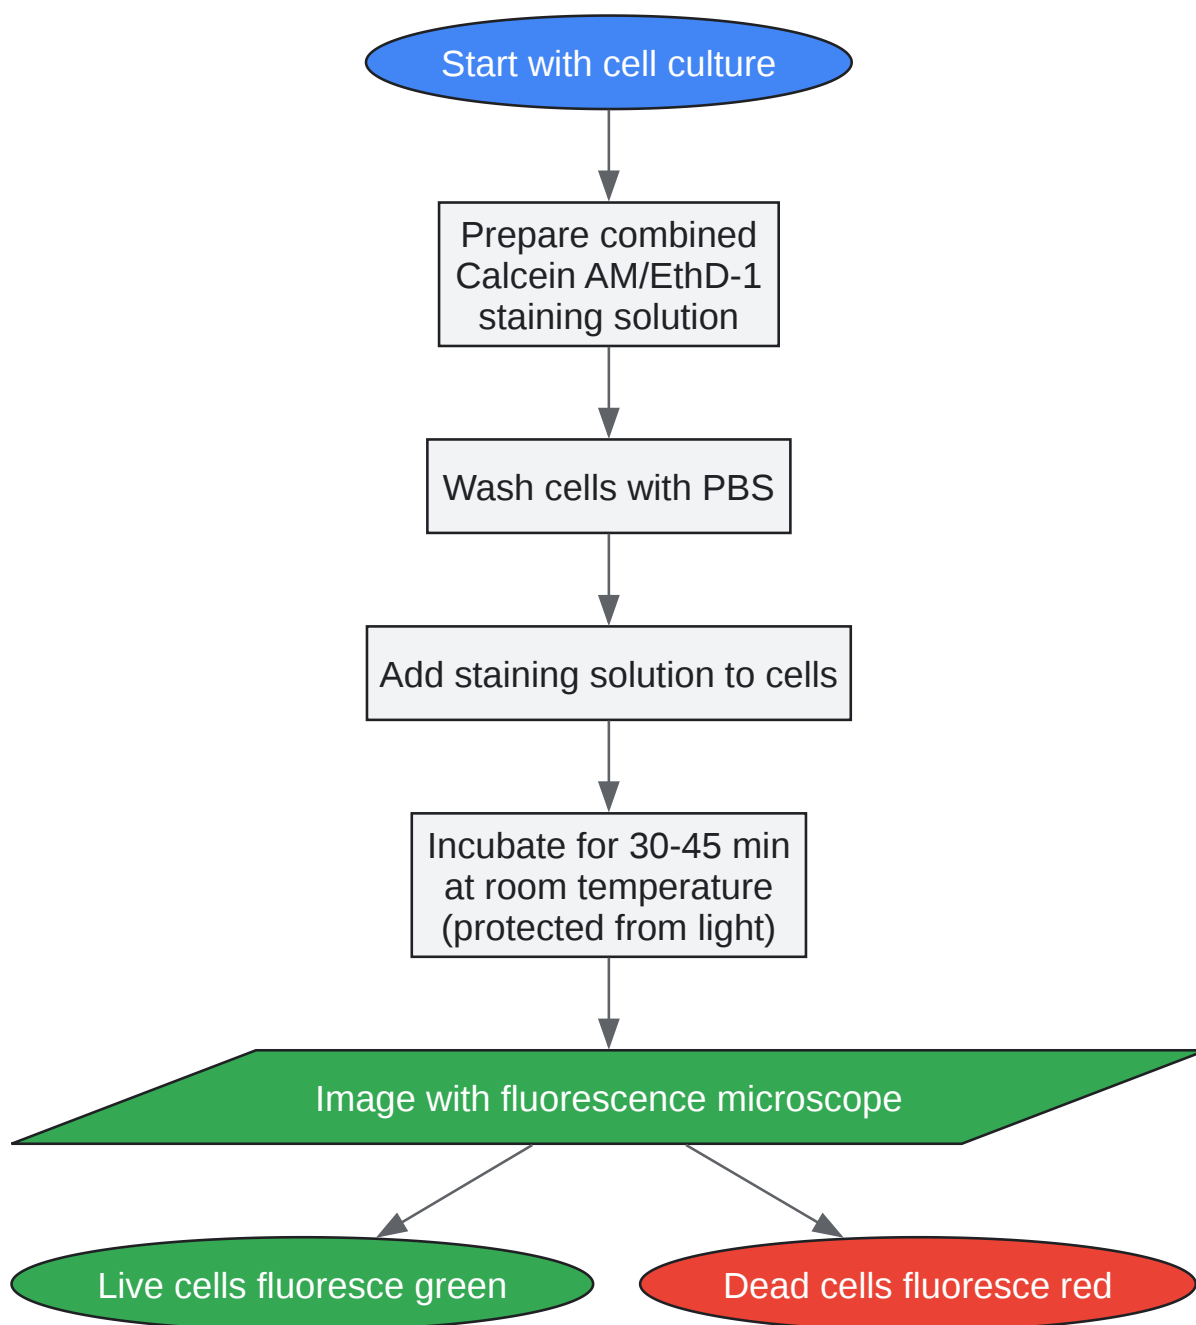 Start with cell culture
Prepare combined
Calcein AM/EthD-1
staining solution
Wash cells with PBS
Add staining solution to cells
Incubate for 30-45 min
at room temperature
(protected from light)
Image with fluorescence microscope
Live cells fluoresce green
Dead cells fluoresce red